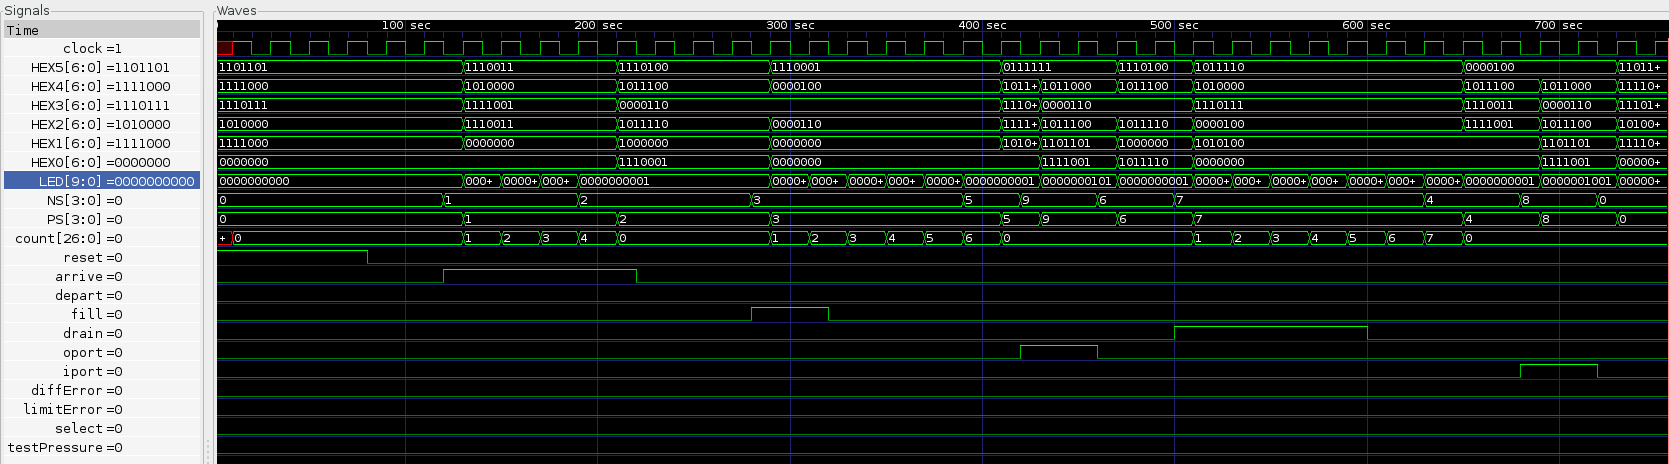 Signals Waves
Time 100 sec 200 sec 300 sec 400 sec 500 sec 600 sec 700 sec
clock =1
HEX5[6:0] =1101101 1101101 1110011 1110100 1110001 0111111 1110100 1011110 0000100 11011+
HEX4[6:0] =1111000 1111000 1010000 1011100 0000100 1011+ 1011000 1011100 1010000 1011100 1011000 11110+
HEX3[6:0] =1110111 1110111 1111001 0000110 1110+ 0000110 1110111 1110011 0000110 11101+
HEX2[6:0] =1010000 1010000 1110011 1011110 0000110 1111+ 1011100 1011110 0000100 1111001 1011100 10100+
HEX1[6:0] =1111000 1111000 0000000 1000000 0000000 1010+ 1101101 1000000 1010100 1101101 11110+
HEX0[6:0] =0000000 0000000 1110001 0000000 1111001 1011110 0000000 1111001 00000+
LED[9:0] =0000000000 0000000000 000+ 0000+ 000+ 0000000001 0000+ 000+ 0000+ 000+ 0000+ 0000000001 0000000101 0000000001 0000+ 000+ 0000+ 000+ 0000+ 000+ 0000+ 0000000001 0000001001 00000+
NS[3:0] =0 0 1 2 3 5 9 6 7 4 8 0
PS[3:0] =0 0 1 2 3 5 9 6 7 4 8 0
count[26:0] =0 + 0 1 2 3 4 0 1 2 3 4 5 6 0 1 2 3 4 5 6 7 0
reset =0
arrive =0
depart =0
fill =0
drain =0
oport =0
iport =0
diffError =0
limitError =0
select =0
testPressure =0